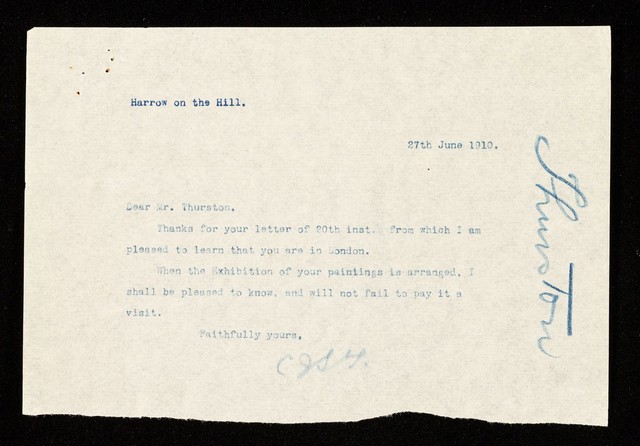 Harrow on the Hill.
27th June 1910.
Dear Mr. Thurston.
Thanks for your letter of 20th inst. from which I am
pleased to learn that you are in London.
When the Exhibition of your paintings is arranged, I
shall be pleased to know, and will not fail to pay it a
visit.
Faithfully yours,
Thurston